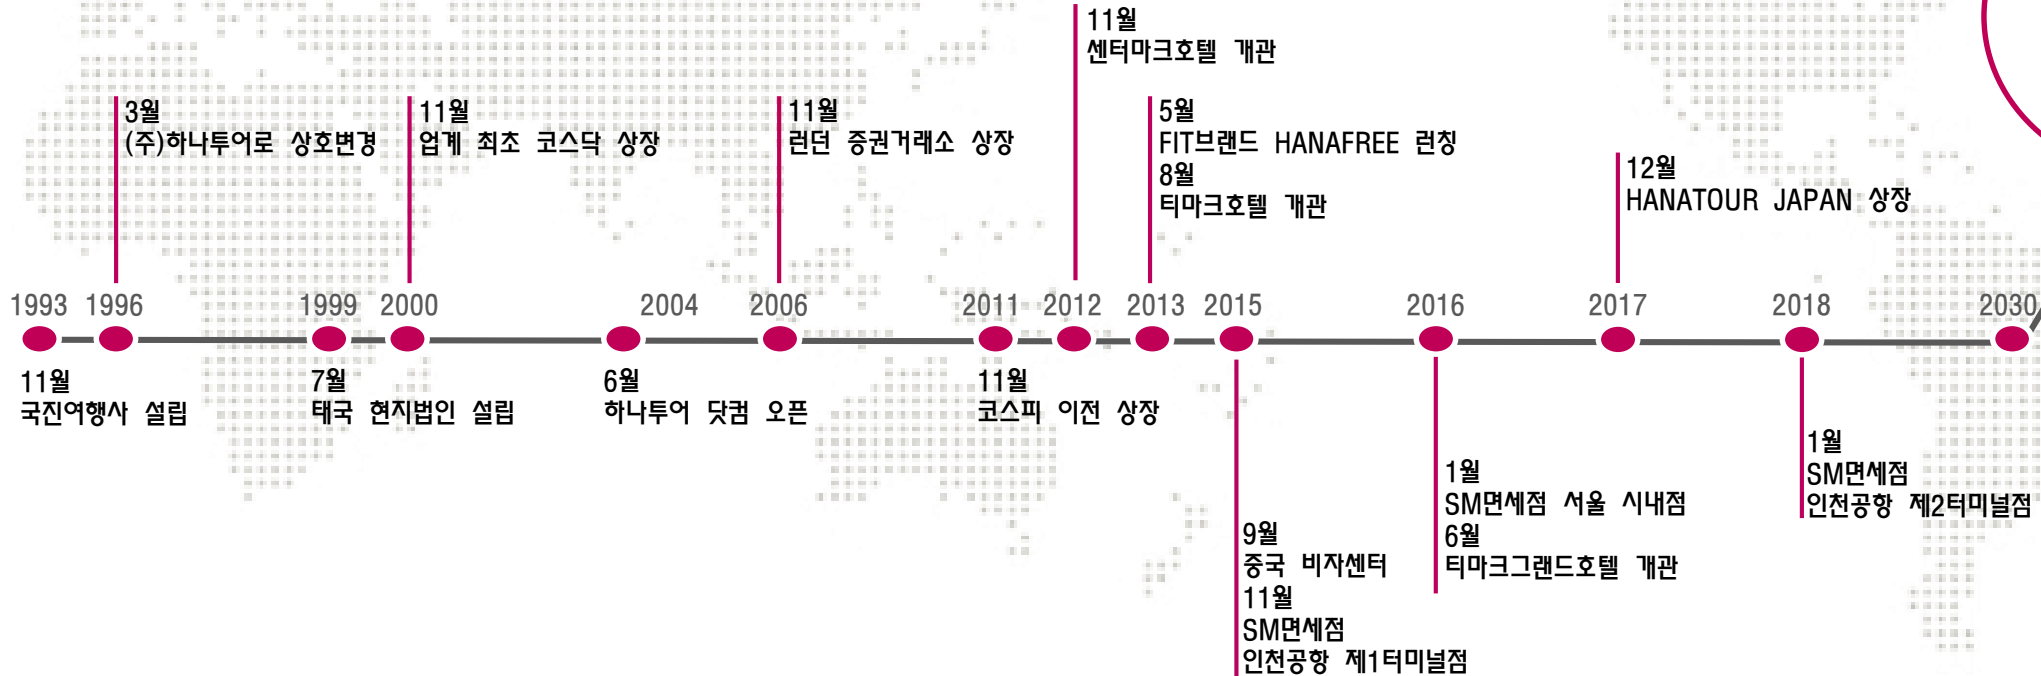 11월
센터마크호텔 개관
3월
(주)하나투어로 상호변경
11월
업계 최초 코스닥 상장
11월
런던 증권거래소 상장
5월
FIT브랜드 HANAFREE 런칭
8월
티마크호텔 개관
12월
HANATOUR JAPAN 상장
1993 1996 1999 2000 2004 2006 2011 2012 2013 2015 2016 2017 2018 2030
11월
국진여행사 설립
7월
태국 현지법인 설립
6월
하나투어 닷컴 오픈
11월
코스피 이전 상장
9월
중국 비자센터
11월
SM면세점
인천공항 제1터미널점
1월
SM면세점 서울 시내점
6월
티마크그랜드호텔 개관
1월
SM면세점
인천공항 제2터미널점